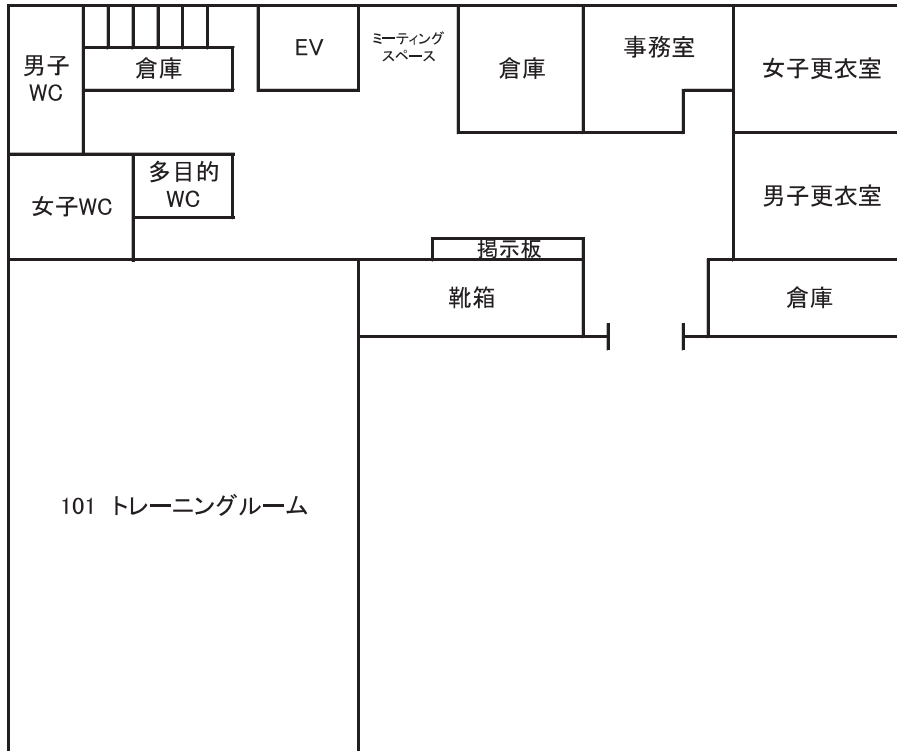 男子
WC
倉庫
EV
ミーティング
スペース
倉庫
事務室
女子更衣室
女子WC
多目的
WC
男子更衣室
掲示板
靴箱
倉庫
101 トレーニングルーム